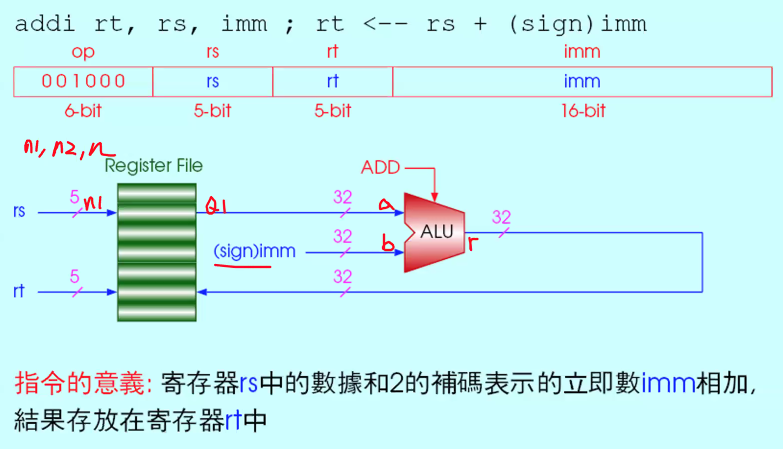 addi rt, rs, imm ; rt <-- rs + (sign)imm
op rs rt imm
001000 rs rt imm
6-bit 5-bit 5-bit 16-bit
n1, n2, n
Register File
ADD
rs 5 n1 Q1 32 a
ALU
32
(sign)imm 32 b r
rt 5 32
指令的意義: 寄存器rs中的數據和2的補碼表示的立即數imm相加,
結果存放在寄存器rt中